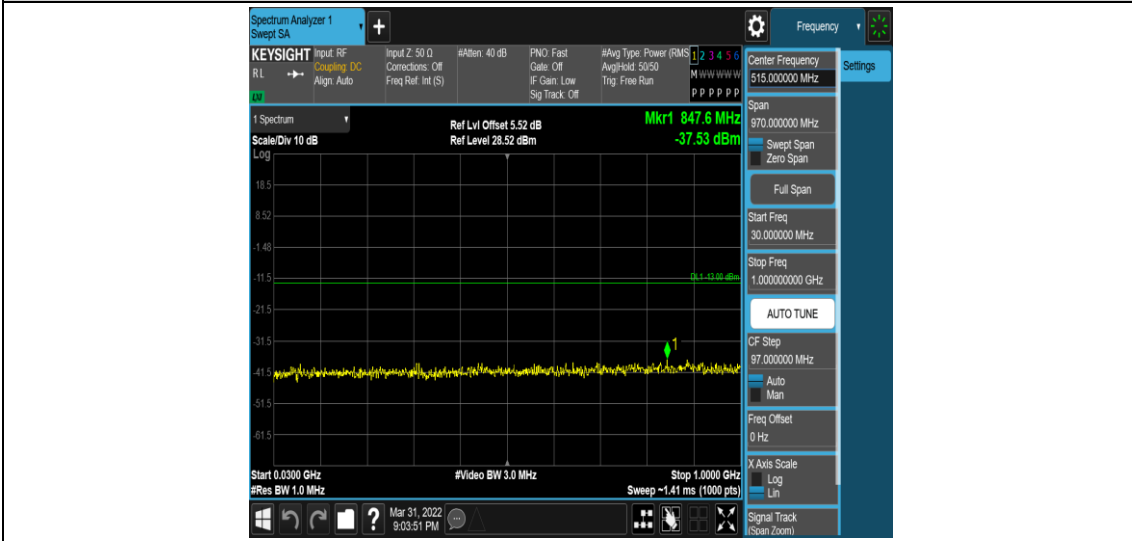 Spectrum Analyzer 1
Swept SA
+
Frequency
KEYSIGHT
RL
Input: RF
Coupling: DC
Align: Auto
Input Z: 50 Ω
Corrections: Off
Freq Ref: Int (S)
#Atten: 40 dB
PNO: Fast
Gate: Off
IF Gain: Low
Sig Track: Off
#Avg Type: Power (RMS
Avg|Hold: 50/50
Trig: Free Run
1 2 3 4 5 6
M W W W W W
P P P P P P
1 Spectrum
Scale/Div 10 dB
Log
Ref Lvl Offset 5.52 dB
Ref Level 28.52 dBm
Mkr1 847.6 MHz
-37.53 dBm
18.5
8.52
-1.48
-11.5
-21.5
-31.5
-41.5
-51.5
-61.5
DL1 -13.00 dBm
1
Start 0.0300 GHz
#Res BW 1.0 MHz
#Video BW 3.0 MHz
Stop 1.0000 GHz
Sweep ~1.41 ms (1000 pts)
?
Mar 31, 2022
9:03:51 PM
Center Frequency
515.000000 MHz
Settings
Span
970.000000 MHz
Swept Span
Zero Span
Full Span
Start Freq
30.000000 MHz
Stop Freq
1.000000000 GHz
AUTO TUNE
CF Step
97.000000 MHz
Auto
Man
Freq Offset
0 Hz
X Axis Scale
Log
Lin
Signal Track
(Span Zoom)